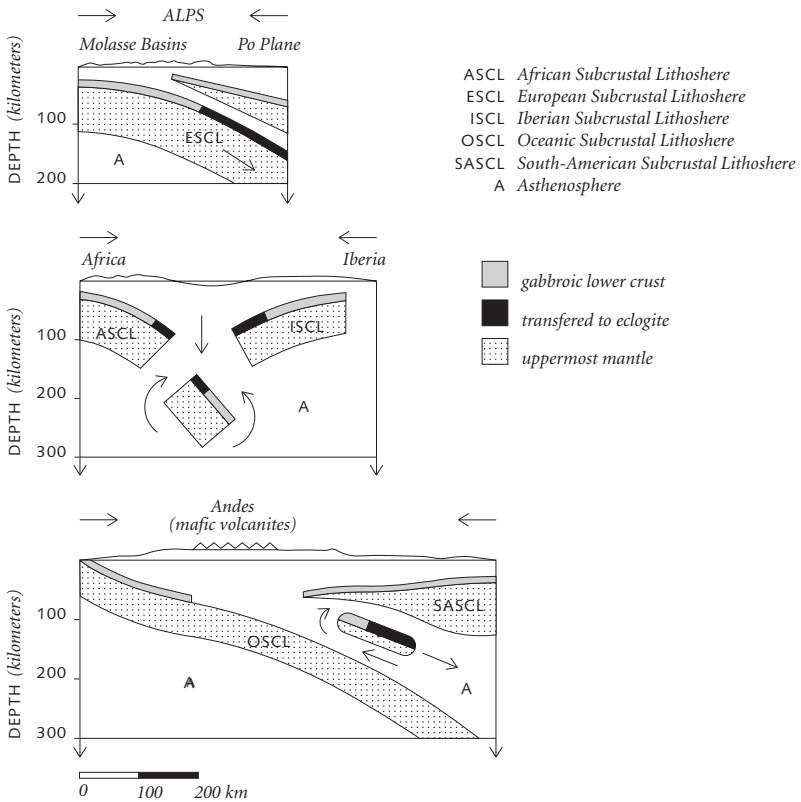 ALPS
Molasse Basins Po Plane
DEPTH (kilometers)
100
200
ESCL
A
ASCL African Subcrustal Lithoshere
ESCL European Subcrustal Lithoshere
ISCL Iberian Subcrustal Lithoshere
OSCL Oceanic Subcrustal Lithoshere
SASCL South-American Subcrustal Lithoshere
A Asthenosphere
Africa Iberia
DEPTH (kilometers)
100
200
300
ASCL
ISCL
A
gabbroic lower crust
transfered to eclogite
uppermost mantle
Andes
(mafic volcanites)
DEPTH (kilometers)
100
200
300
SASCL
OSCL
A
A
0 100 200 km